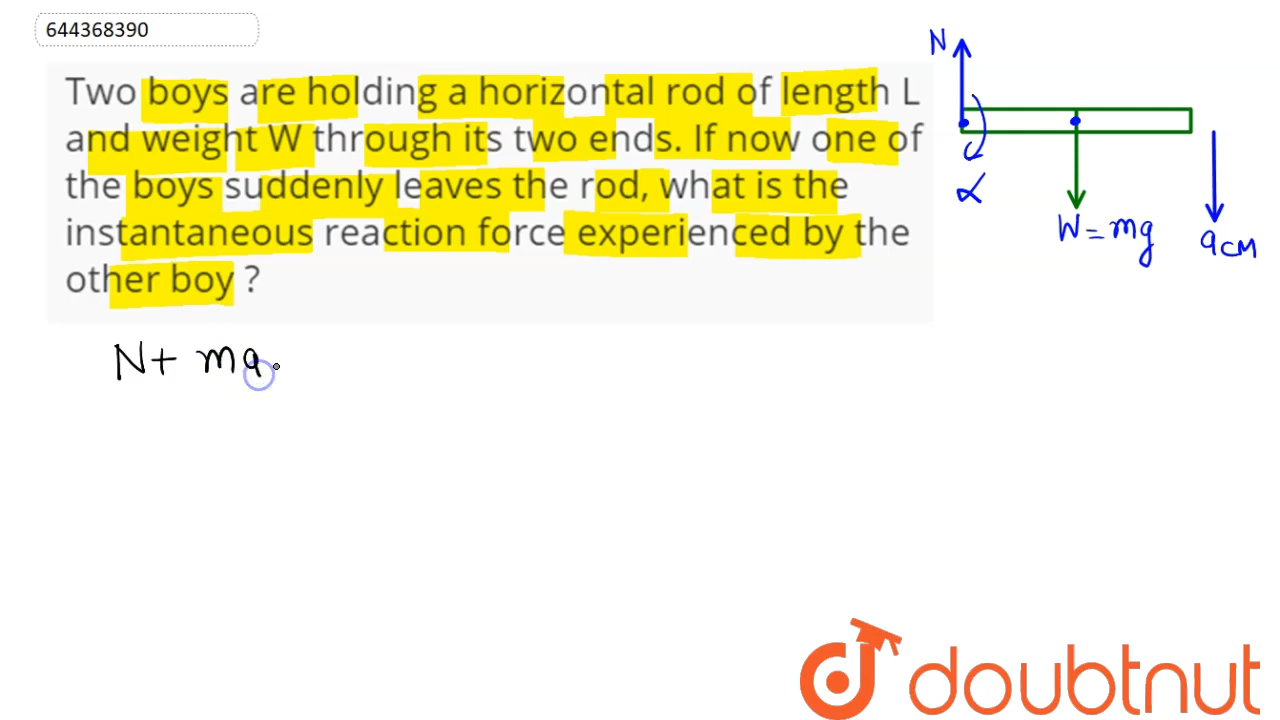 644368390
Two boys are holding a horizontal rod of length L
and weight W through its two ends. If now one of
the boys suddenly leaves the rod, what is the
instantaneous reaction force experienced by the
other boy ?
N
α
W = mg
a CM
N + ma
doubtnut